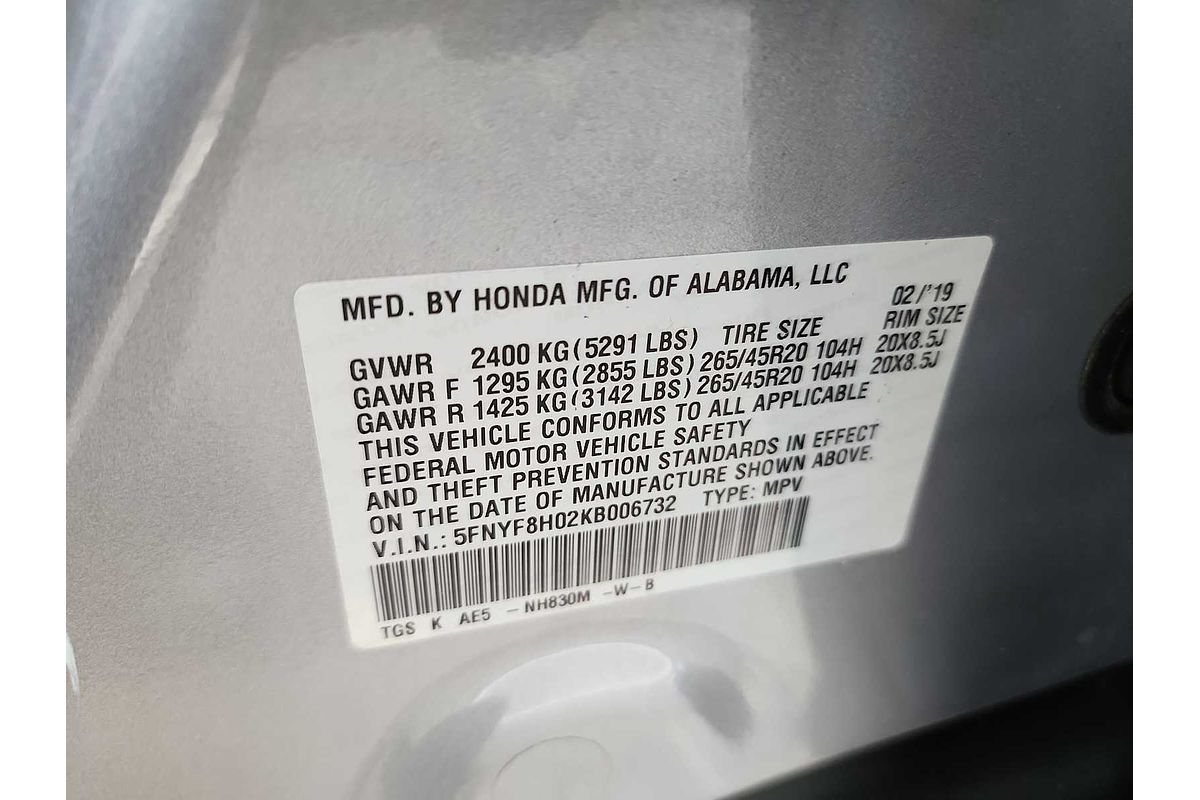 MFD. BY HONDA MFG. OF ALABAMA, LLC 02/'19
GVWR 2400 KG(5291 LBS) TIRE SIZE RIM SIZE
GAWR F 1295 KG(2855 LBS) 265/45R20 104H 20X8.5J
GAWR R 1425 KG(3142 LBS) 265/45R20 104H 20X8.5J
THIS VEHICLE CONFORMS TO ALL APPLICABLE
FEDERAL MOTOR VEHICLE SAFETY
AND THEFT PREVENTION STANDARDS IN EFFECT
ON THE DATE OF MANUFACTURE SHOWN ABOVE.
V.I.N.: 5FNYF8H02KB006732 TYPE: MPV
TGS K AE5 -NH830M -W-B